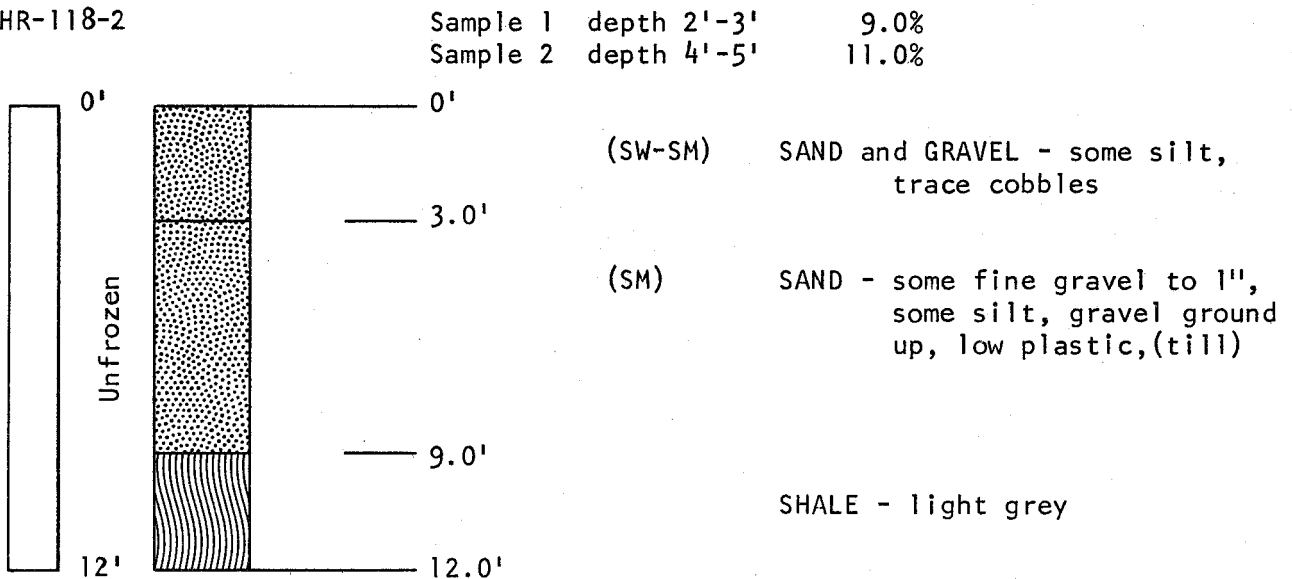 HR-118-2
Sample 1 depth 2'-3' 9.0%
Sample 2 depth 4'-5' 11.0%
0'
0'
(SW-SM) SAND and GRAVEL - some silt,
trace cobbles
3.0'
(SM) SAND - some fine gravel to 1",
some silt, gravel ground
up, low plastic,(till)
Unfrozen
9.0'
SHALE - light grey
12'
12.0'